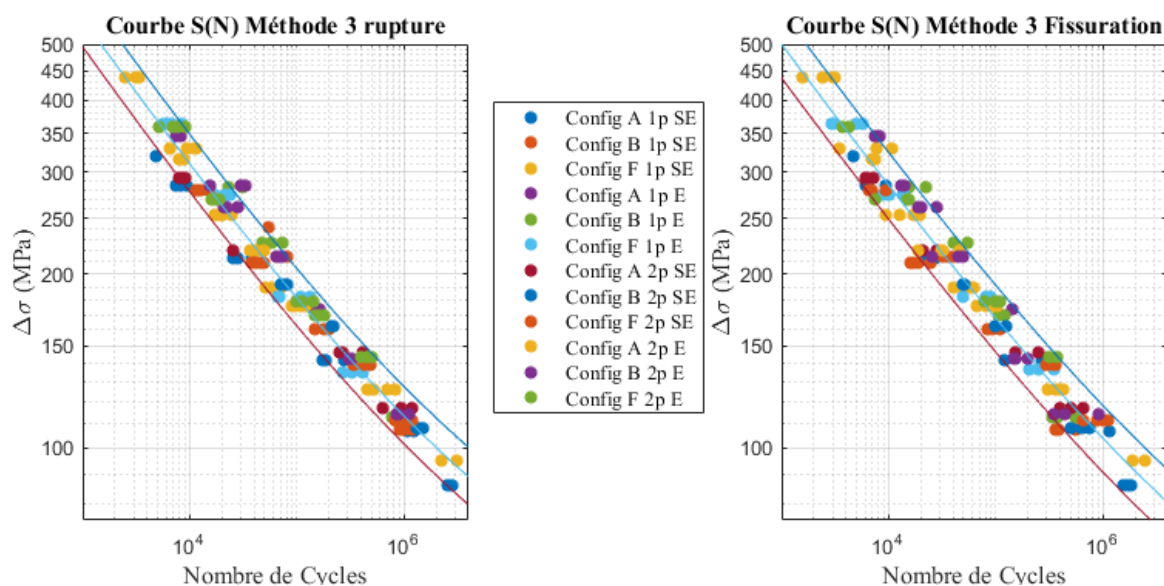 Courbe S(N) Méthode 3 rupture
500
450
400
350
300
250
200
150
100
Δσ (MPa)
10^4
10^6
Nombre de Cycles
Config A 1p SE
Config B 1p SE
Config F 1p SE
Config A 1p E
Config B 1p E
Config F 1p E
Config A 2p SE
Config B 2p SE
Config F 2p SE
Config A 2p E
Config B 2p E
Config F 2p E
Courbe S(N) Méthode 3 Fissuration
500
450
400
350
300
250
200
150
100
Δσ (MPa)
10^4
10^6
Nombre de Cycles